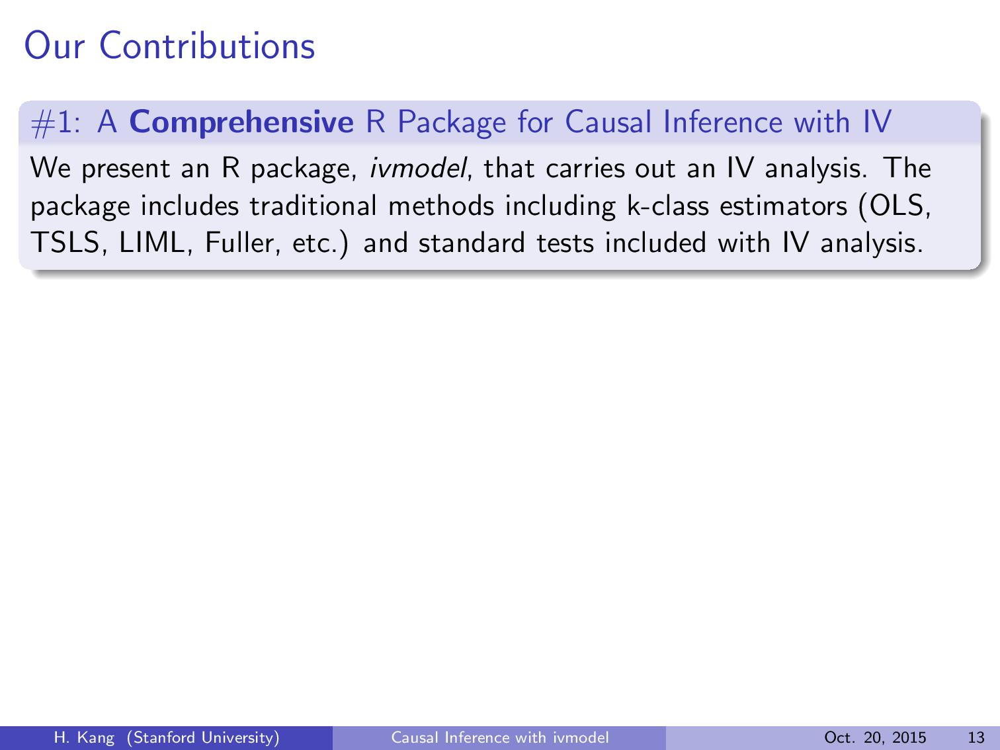 Our Contributions
#1: A Comprehensive R Package for Causal Inference with IV
We present an R package, ivmodel, that carries out an IV analysis. The
package includes traditional methods including k-class estimators (OLS,
TSLS, LIML, Fuller, etc.) and standard tests included with IV analysis.
H. Kang (Stanford University) Causal Inference with ivmodel Oct. 20, 2015 13